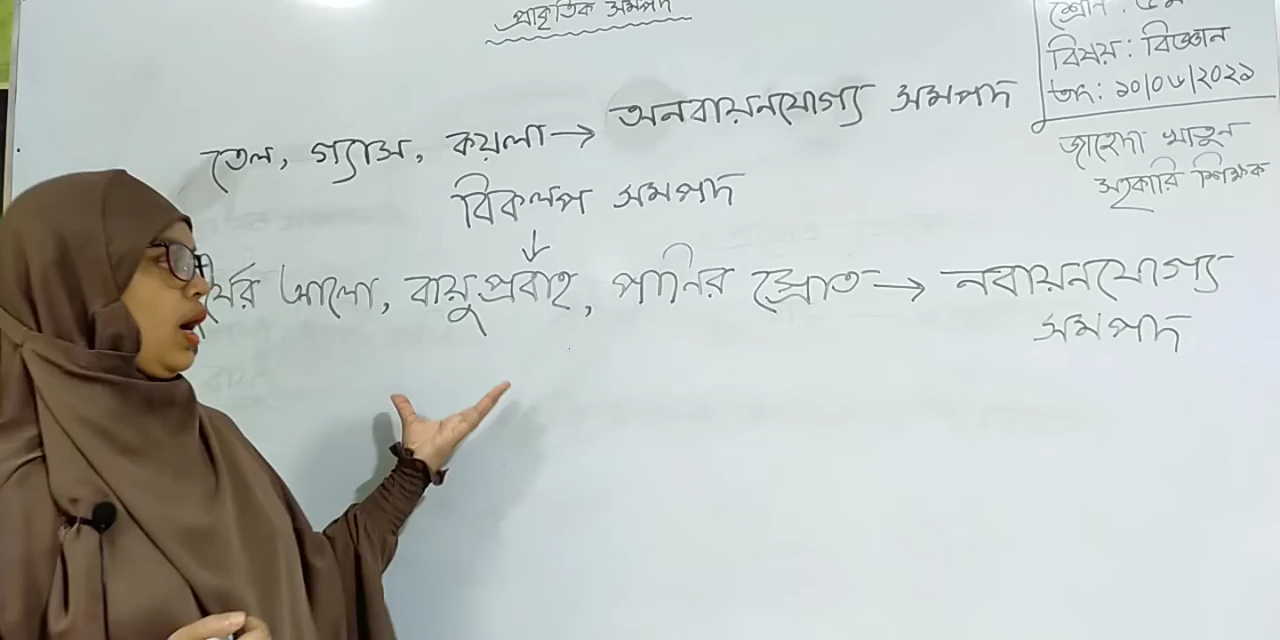 প্রাকৃতিক সম্পদ
শ্রেণি : ৫ম
বিষয় : বিজ্ঞান
তাং : ১০/০৬/২০২১
জাহেদা খাতুন
সহকারি শিক্ষক
তেল, গ্যাস, কয়লা → অনবায়নযোগ্য সম্পদ
বিকল্প সম্পদ
↓
র্যের আলো, বায়ুপ্রবাহ, পানির স্রোত → নবায়নযোগ্য
সম্পদ